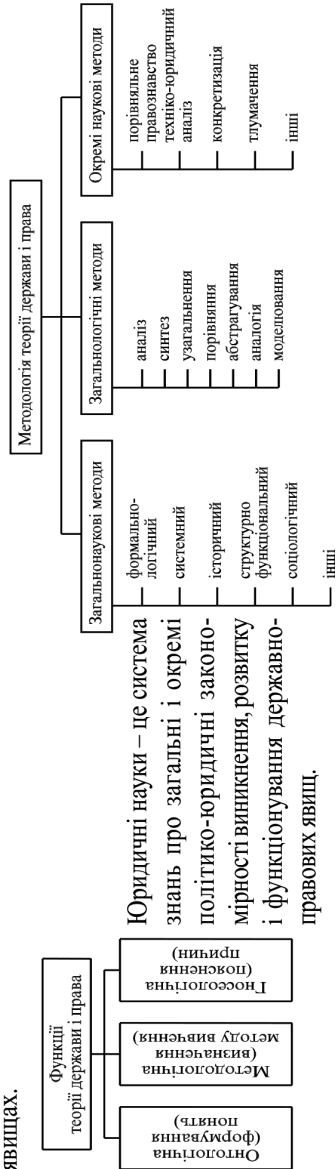 явищах.
Функції
теорії держави і права
Онтологічна
(формування
понять)
Методологічна
(визначення
методу вивчення)
Гносеологічна
(пояснення
причин)
Юридичні науки – це система
знань про загальні і окремі
політико-юридичні законо-
мірності виникнення, розвитку
і функціонування державно-
правових явищ.
Методологія теорії держави і права
Загальнонаукові методи
формально-
логічний
системний
історичний
структурно
функціональний
соціологічний
інші
Загальнологічні методи
аналіз
синтез
узагальнення
порівняння
абстрагування
аналогія
моделювання
Окремі наукові методи
порівняльне
правознавство
техніко-юридичний
аналіз
конкретизація
тлумачення
інші